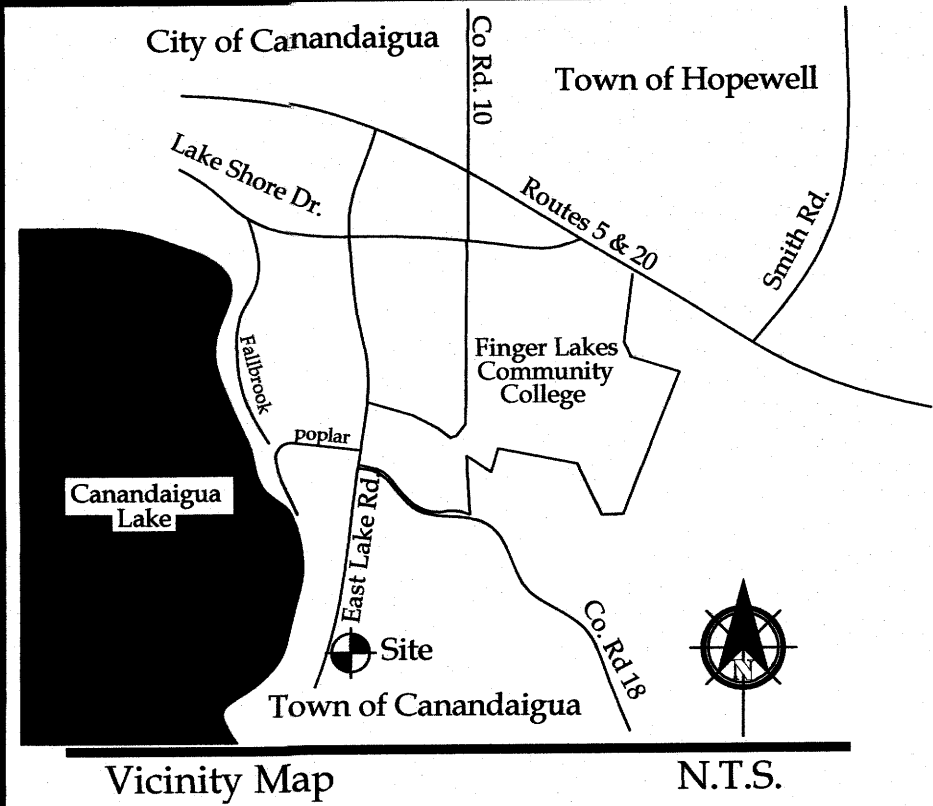 City of Canandaigua
Co Rd. 10
Town of Hopewell
Lake Shore Dr.
Routes 5 & 20
Smith Rd.
Fallbrook
Finger Lakes
Community
College
poplar
Canandaigua
Lake
East Lake Rd.
Site
Co. Rd 18
N
Town of Canandaigua
Vicinity Map
N.T.S.